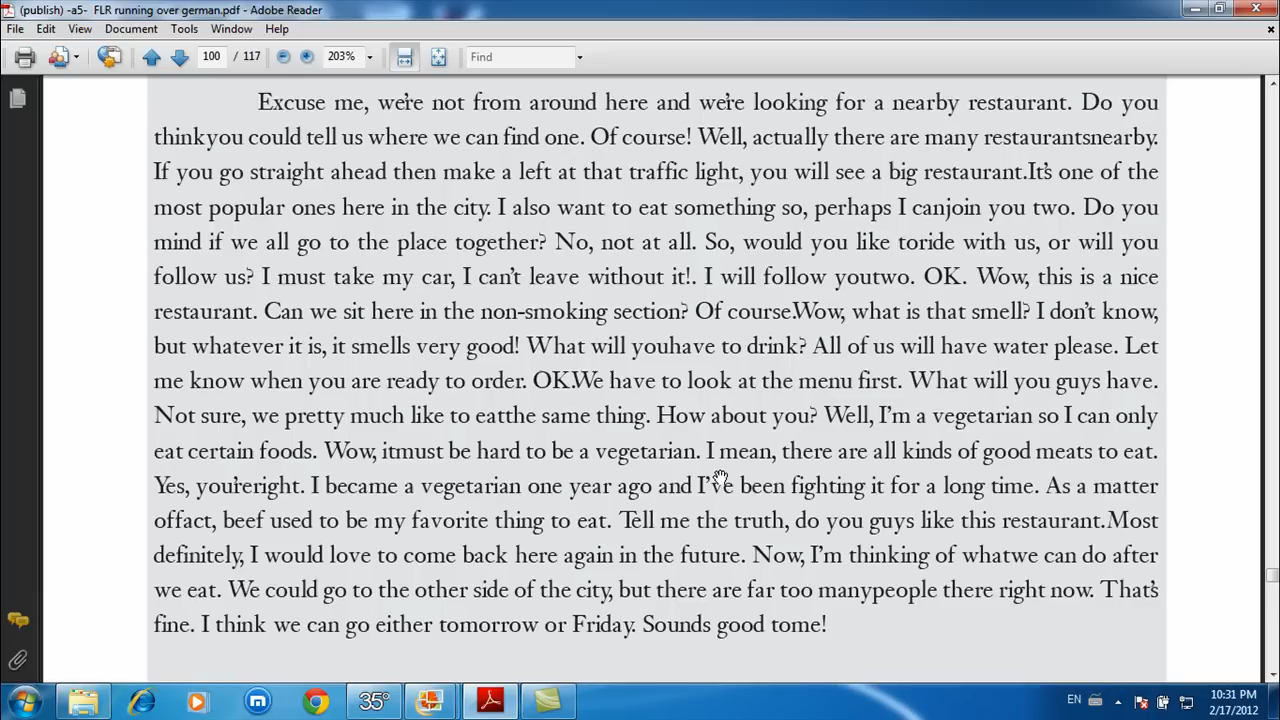 (publish) -a5-   FLR running over german.pdf - Adobe Reader
File Edit View Document Tools Window Help
100 / 117 203% Find
Excuse me, we're not from around here and we're looking for a nearby restaurant. Do you
thinkyou could tell us where we can find one. Of course! Well, actually there are many restaurantsnearby.
If you go straight ahead then make a left at that traffic light, you will see a big restaurant.It's one of the
most popular ones here in the city. I also want to eat something so, perhaps I canjoin you two. Do you
mind if we all go to the place together? No, not at all. So, would you like toride with us, or will you
follow us? I must take my car, I can't leave without it!. I will follow youtwo. OK. Wow, this is a nice
restaurant. Can we sit here in the non-smoking section? Of course.Wow, what is that smell? I don't know,
but whatever it is, it smells very good! What will youhave to drink? All of us will have water please. Let
me know when you are ready to order. OK.We have to look at the menu first. What will you guys have.
Not sure, we pretty much like to eatthe same thing. How about you? Well, I'm a vegetarian so I can only
eat certain foods. Wow, itmust be hard to be a vegetarian. I mean, there are all kinds of good meats to eat.
Yes, you'reright. I became a vegetarian one year ago and I've been fighting it for a long time. As a matter
offact, beef used to be my favorite thing to eat. Tell me the truth, do you guys like this restaurant.Most
definitely, I would love to come back here again in the future. Now, I'm thinking of whatwe can do after
we eat. We could go to the other side of the city, but there are far too manypeople there right now. That's
fine. I think we can go either tomorrow or Friday. Sounds good tome!
35° EN 10:31 PM
2/17/2012